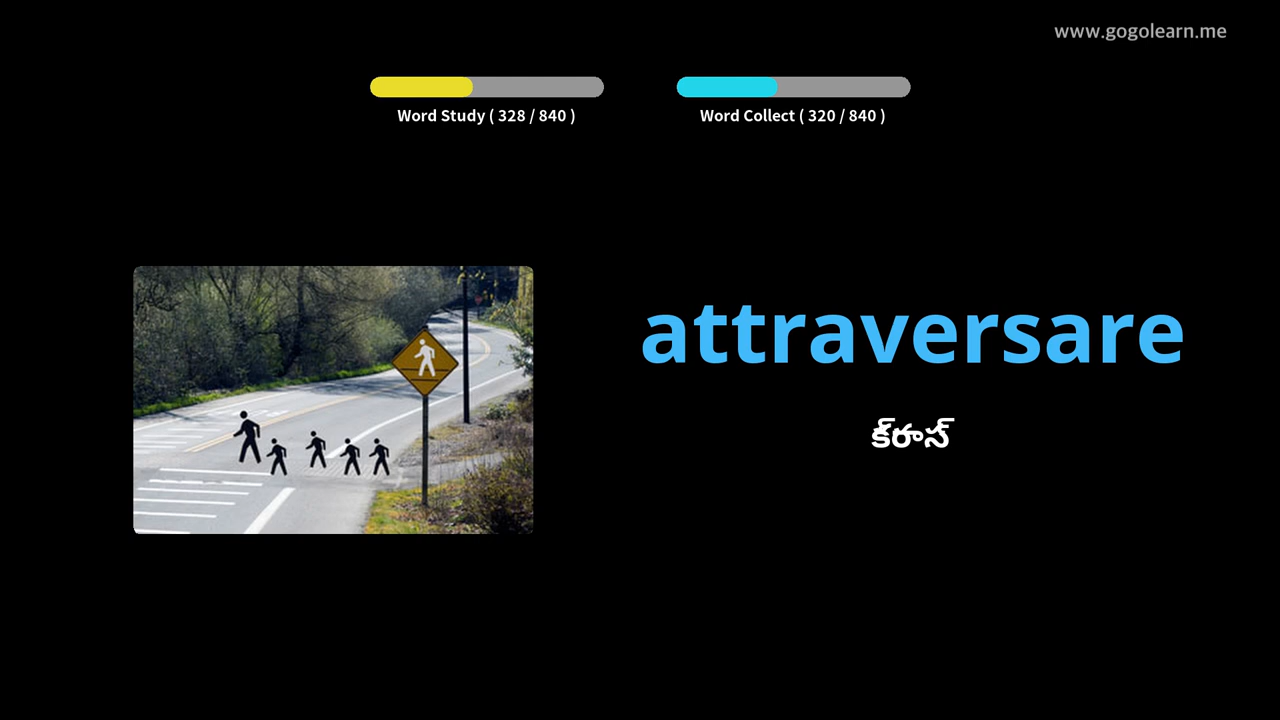 www.gogolearn.me
Word Study ( 328 / 840 )
Word Collect ( 320 / 840 )
attraversare
క్‌రాస్